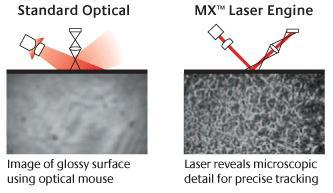 Standard Optical
MX™ Laser Engine
Image of glossy surface
using optical mouse
Laser reveals microscopic
detail for precise tracking